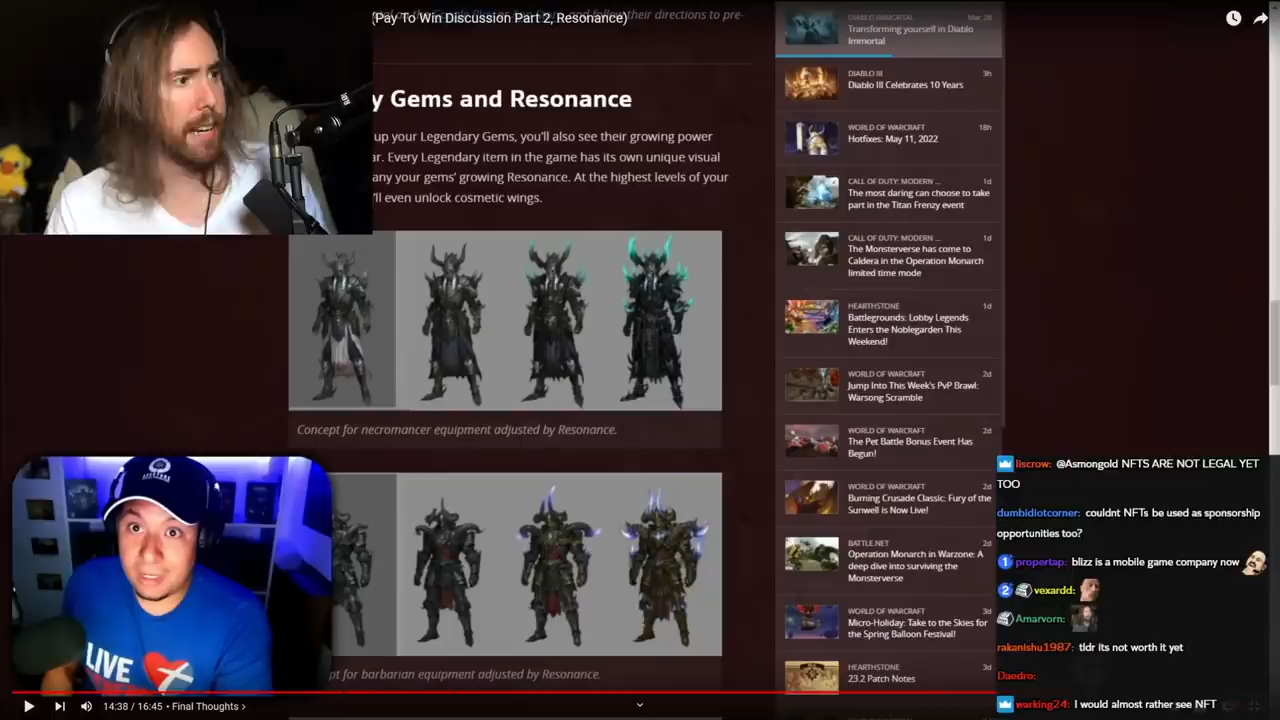 (Pay To Win Discussion Part 2, Resonance)
and follow their directions to pre-
y Gems and Resonance
up your Legendary Gems, you'll also see their growing power
ar. Every Legendary item in the game has its own unique visual
any your gems' growing Resonance. At the highest levels of your
'll even unlock cosmetic wings.
Concept for necromancer equipment adjusted by Resonance.
pt for barbarian equipment adjusted by Resonance.
LIVE
14:38 / 16:45 • Final Thoughts ›
DIABLO IMMORTAL
Mar 28
Transforming yourself in Diablo
Immortal
DIABLO III
3h
Diablo III Celebrates 10 Years
WORLD OF WARCRAFT
18h
Hotfixes: May 11, 2022
CALL OF DUTY: MODERN ...
1d
The most daring can choose to take
part in the Titan Frenzy event
CALL OF DUTY: MODERN ...
1d
The Monsterverse has come to
Caldera in the Operation Monarch
limited time mode
HEARTHSTONE
1d
Battlegrounds: Lobby Legends
Enters the Noblegarden This
Weekend!
WORLD OF WARCRAFT
2d
Jump Into This Week's PvP Brawl:
Warsong Scramble
WORLD OF WARCRAFT
2d
The Pet Battle Bonus Event Has
Begun!
WORLD OF WARCRAFT
2d
Burning Crusade Classic: Fury of the
Sunwell is Now Live!
BATTLE.NET
2d
Operation Monarch in Warzone: A
deep dive into surviving the
Monsterverse
WORLD OF WARCRAFT
3d
Micro-Holiday: Take to the Skies for
the Spring Balloon Festival!
HEARTHSTONE
3d
23.2 Patch Notes
liscrow: @Asmongold NFTS ARE NOT LEGAL YET
TOO
dumbidiotcorner: couldnt NFTs be used as sponsorship
opportunities too?
1 propertap: blizz is a mobile game company now
2 vexardd:
Amarvorn:
rakanishu1987: tldr its not worth it yet
Daedro:
warking24: I would almost rather see NFT